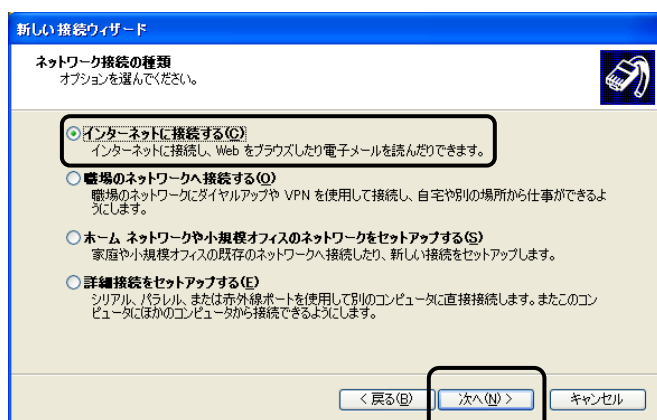 新しい接続ウィザード
ネットワーク接続の種類
オプションを選んでください。
インターネットに接続する(C)
インターネットに接続し、Web をブラウズしたり電子メールを読んだりできます。
職場のネットワークへ接続する(O)
職場のネットワークにダイヤルアップや VPN を使用して接続し、自宅や別の場所から仕事ができるよ
うにします。
ホーム ネットワークや小規模オフィスのネットワークをセットアップする(S)
家庭や小規模オフィスの既存のネットワークへ接続したり、新しい接続をセットアップします。
詳細接続をセットアップする(E)
シリアル、パラレル、または赤外線ポートを使用して別のコンピュータに直接接続します。またこのコン
ピュータにほかのコンピュータから接続できるようにします。
< 戻る(B) 次へ(N) > キャンセル